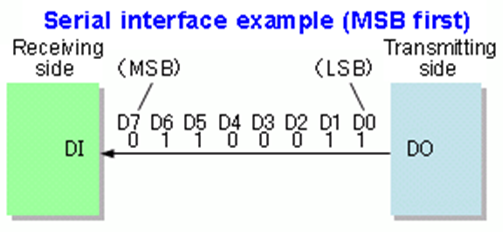 Serial interface example (MSB first)
Receiving side
Transmitting side
(MSB)
(LSB)
D7 D6 D5 D4 D3 D2 D1 D0
0 1 1 0 0 0 1 1
DI
DO